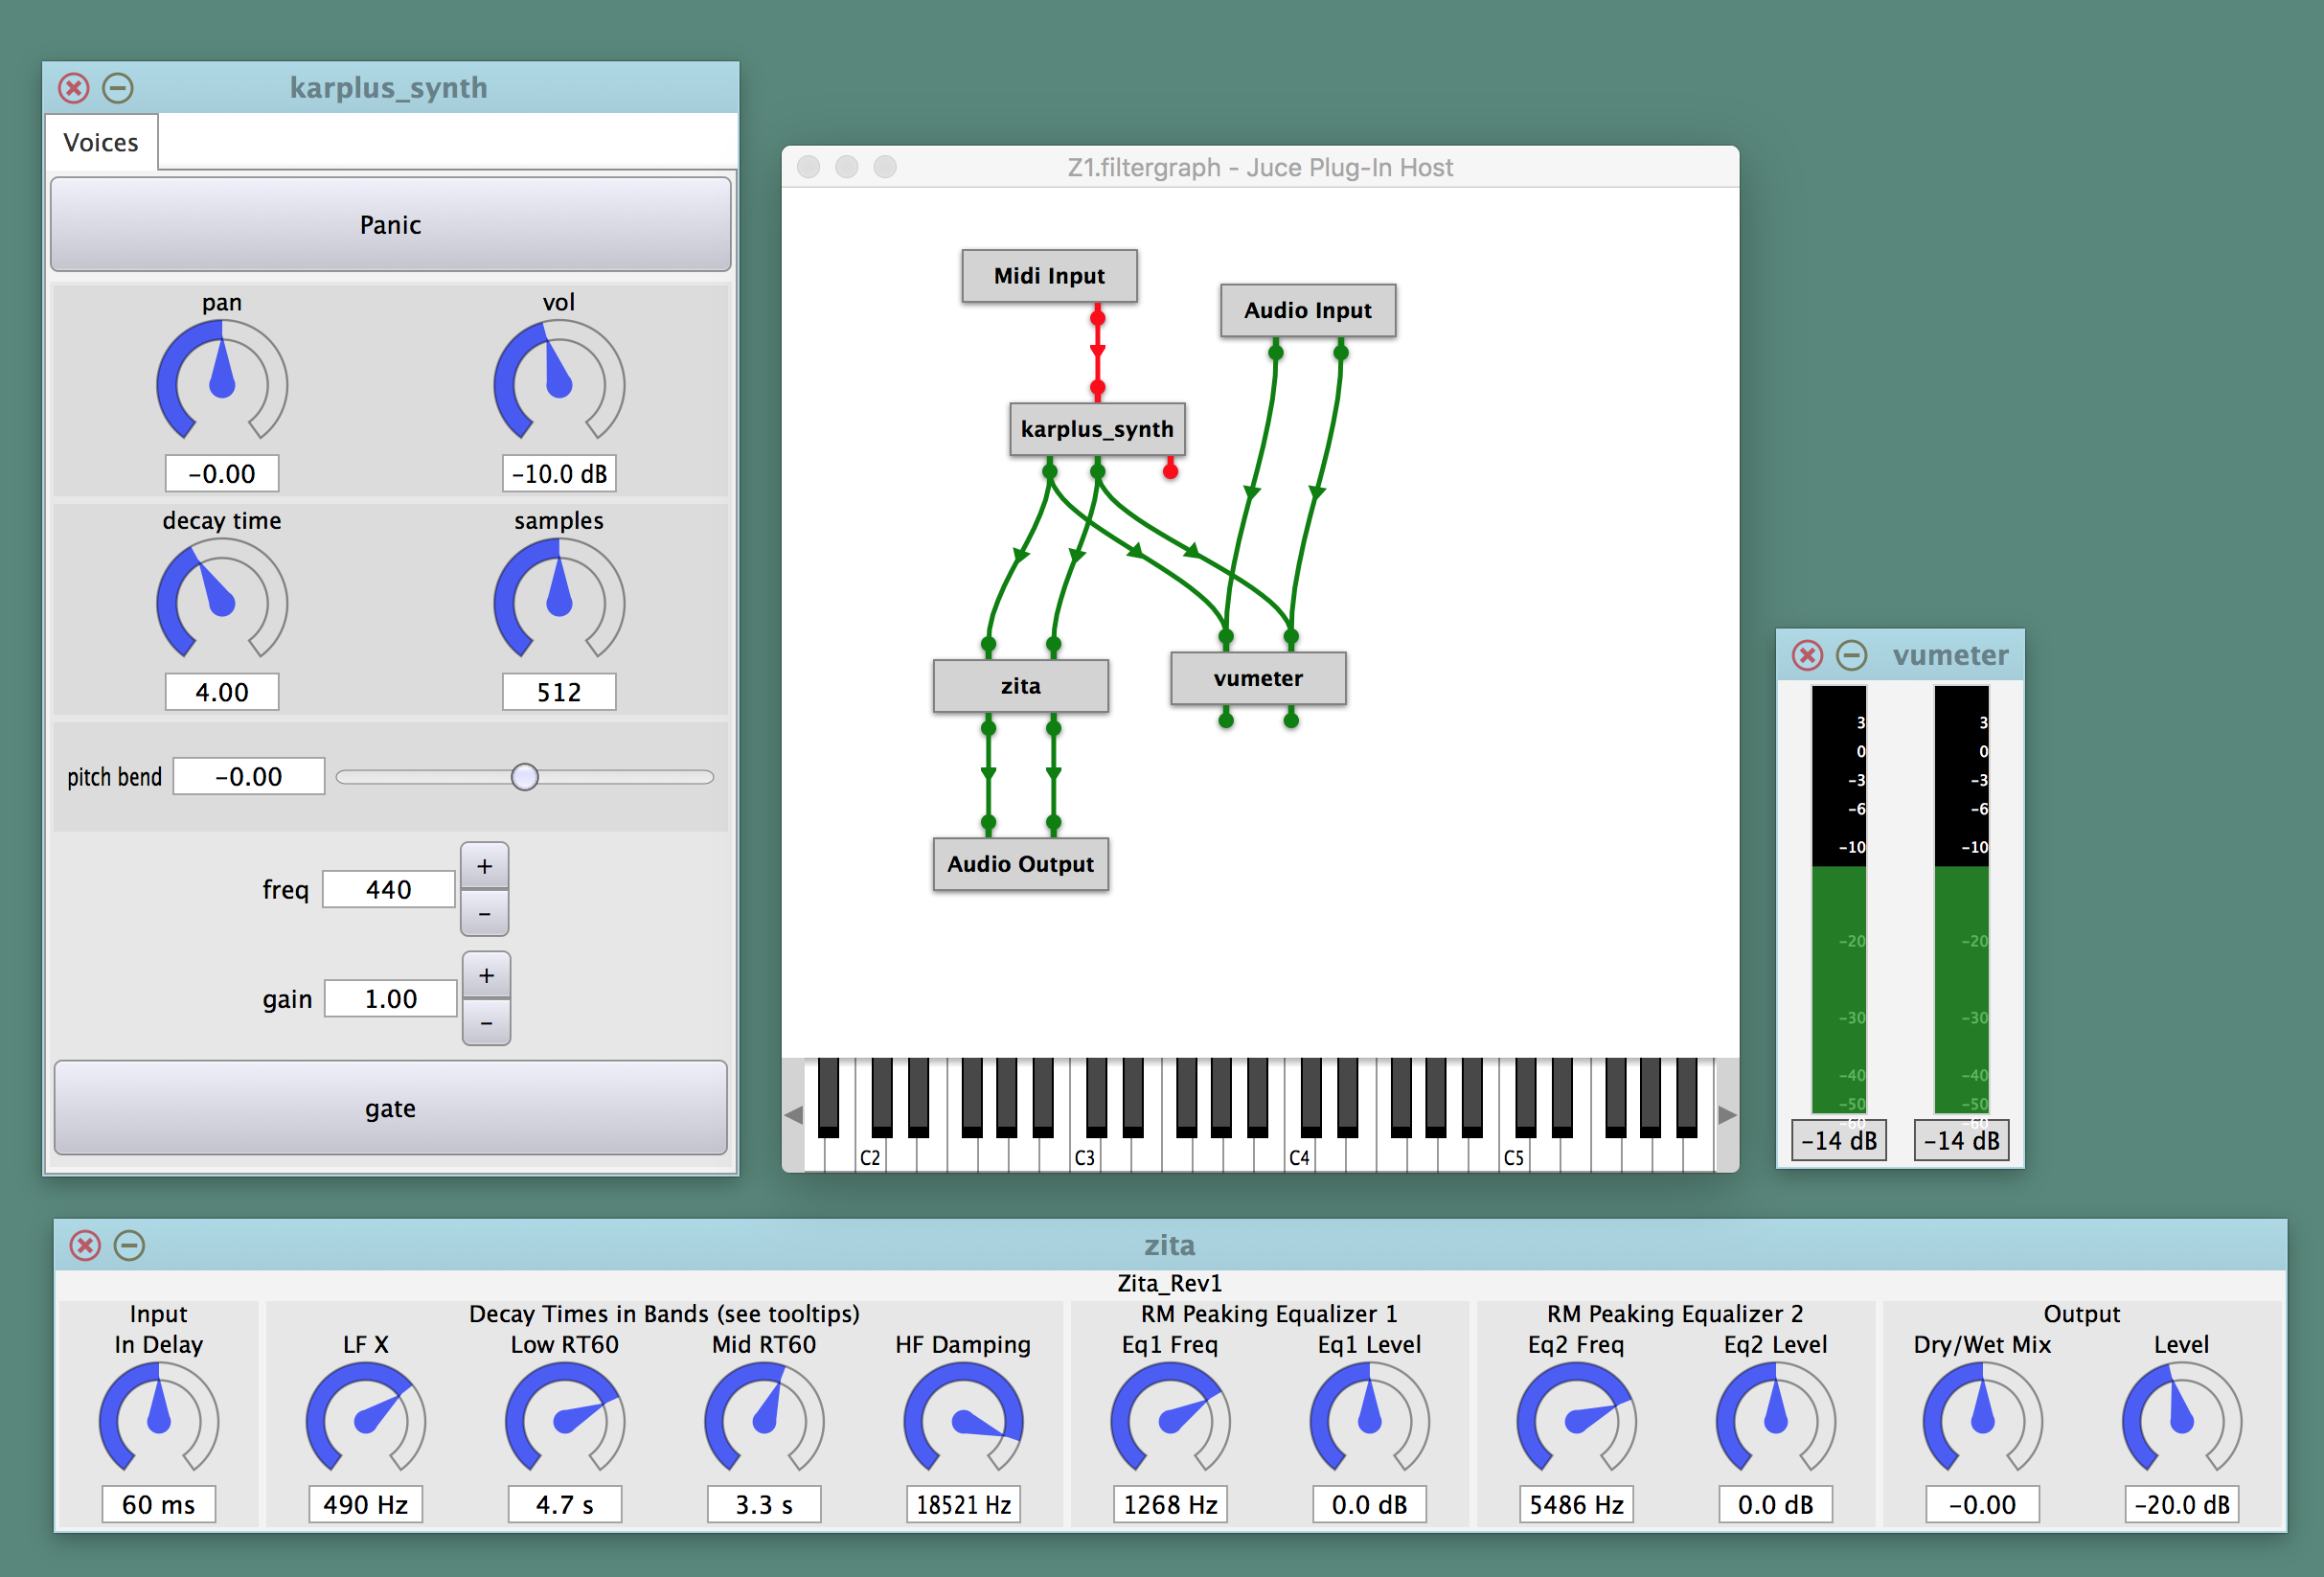 karplus_synth
Voices
Panic
pan vol
-0.00 -10.0 dB
decay time samples
4.00 512
pitch bend -0.00
freq 440 + -
gain 1.00 + -
gate
Z1.filtergraph - Juce Plug-In Host
Midi Input
Audio Input
karplus_synth
zita
vumeter
Audio Output
C2 C3 C4 C5
vumeter
3 3
0 0
-3 -3
-6 -6
-10 -10
-20 -20
-30 -30
-40 -40
-50 -50
-60 -60
-14 dB -14 dB
zita
Zita_Rev1
Input Decay Times in Bands (see tooltips) RM Peaking Equalizer 1 RM Peaking Equalizer 2 Output
In Delay LF X Low RT60 Mid RT60 HF Damping Eq1 Freq Eq1 Level Eq2 Freq Eq2 Level Dry/Wet Mix Level
60 ms 490 Hz 4.7 s 3.3 s 18521 Hz 1268 Hz 0.0 dB 5486 Hz 0.0 dB -0.00 -20.0 dB